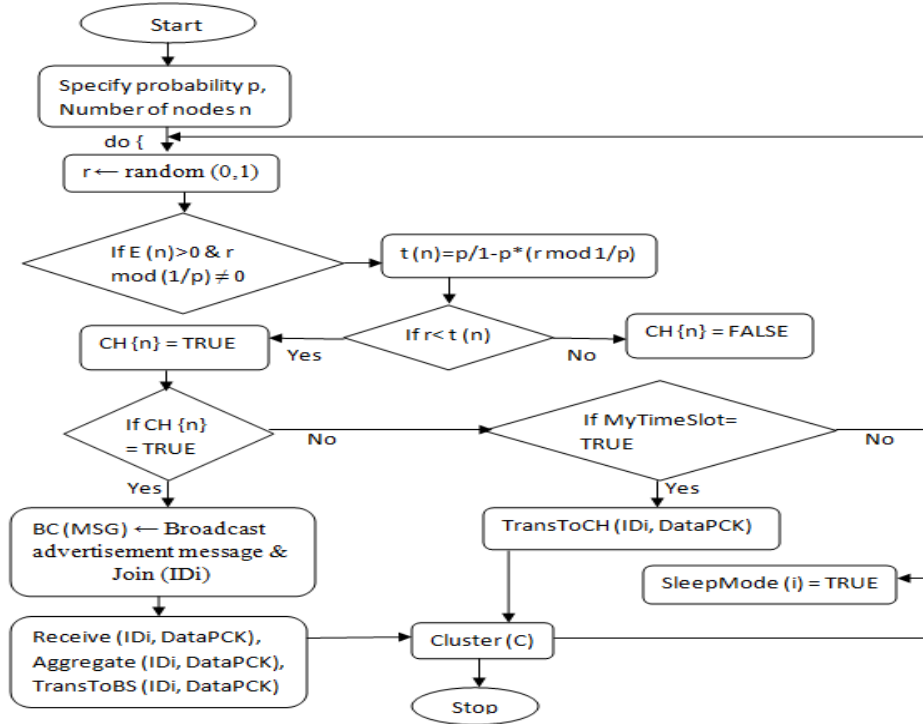 Start
Specify probability p,
Number of nodes n
do {
r ← random (0,1)
If E (n)>0 & r
mod (1/p) ≠ 0
t (n)=p/1-p*(r mod 1/p)
If r< t (n)
Yes
No
CH {n} = TRUE
CH {n} = FALSE
If CH {n}
= TRUE
No
Yes
If MyTimeSlot=
TRUE
No
Yes
BC (MSG) ← Broadcast
advertisement message &
Join (IDi)
TransToCH (IDi, DataPCK)
SleepMode (i) = TRUE
Receive (IDi, DataPCK),
Aggregate (IDi, DataPCK),
TransToBS (IDi, DataPCK)
Cluster (C)
Stop